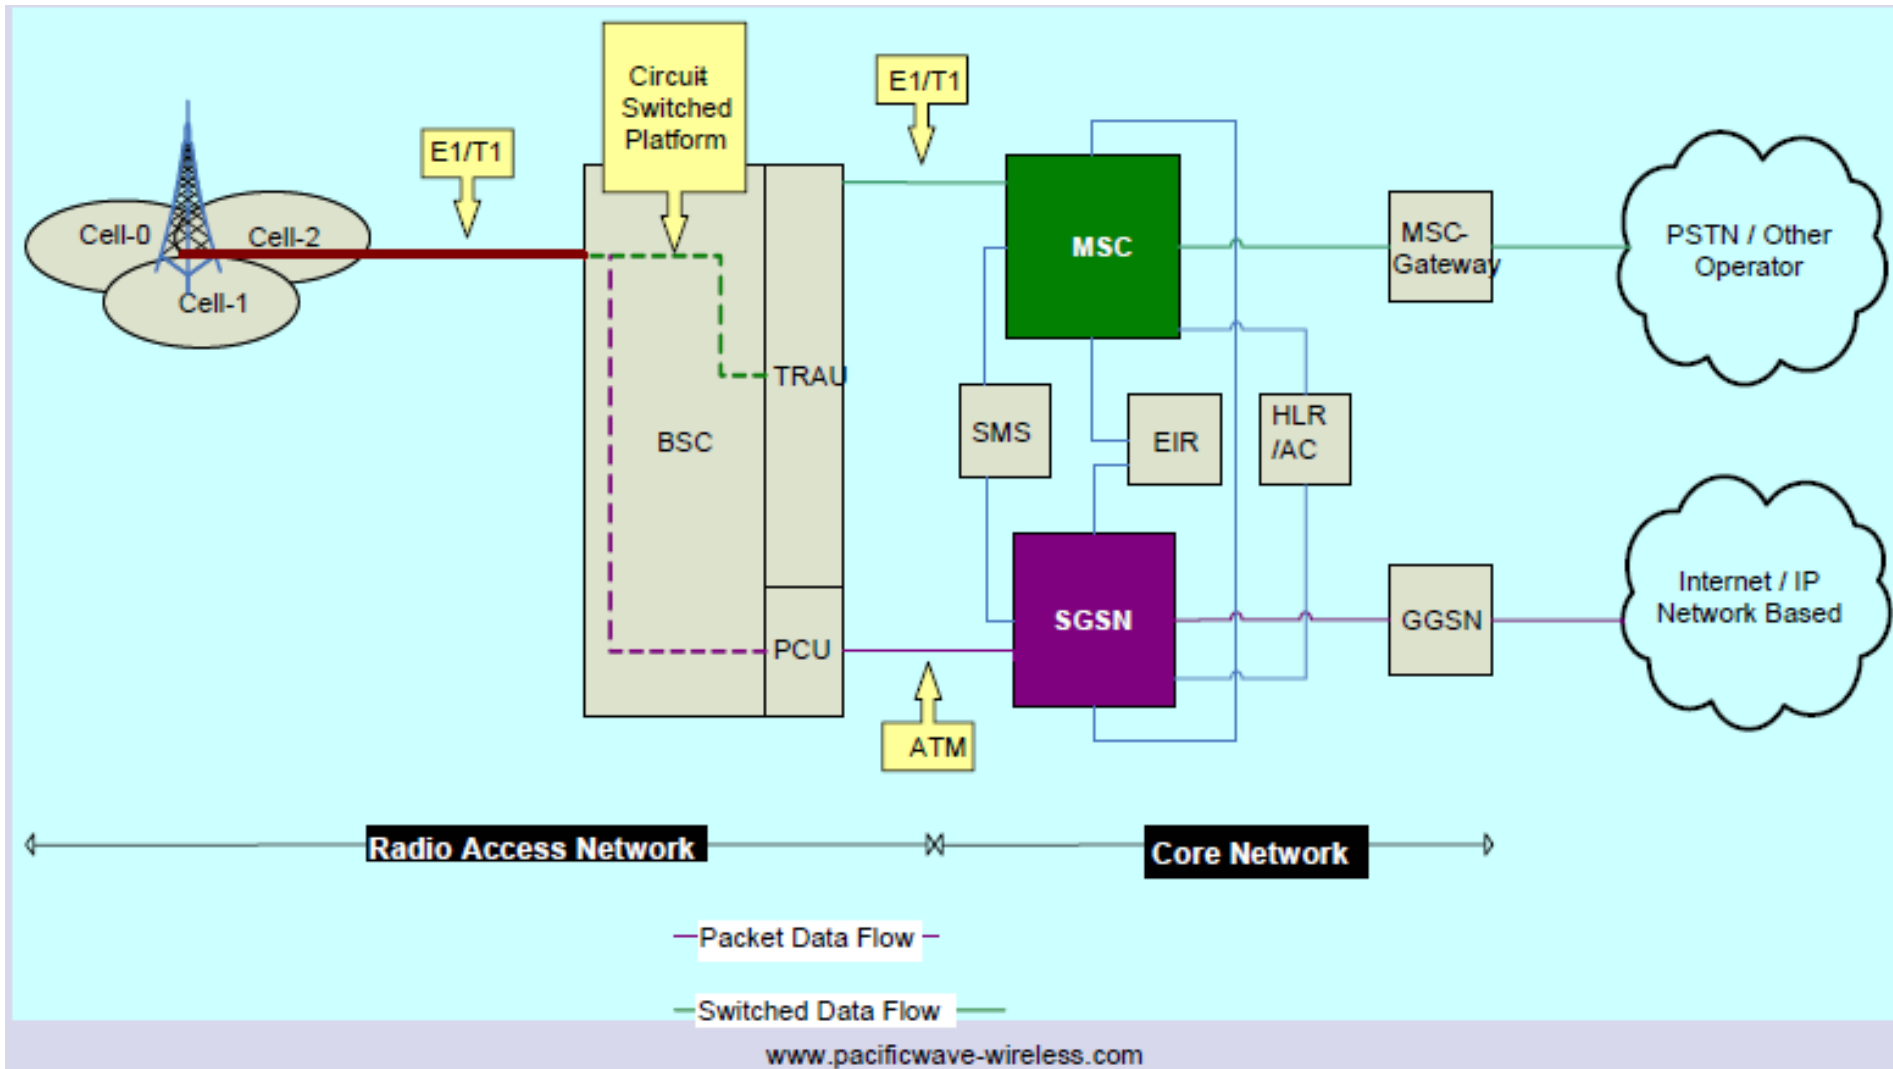 Circuit
Switched
Platform
E1/T1
E1/T1
Cell-0
Cell-2
Cell-1
MSC
MSC-
Gateway
PSTN / Other
Operator
TRAU
BSC
SMS
EIR
HLR
/AC
PCU
SGSN
GGSN
Internet / IP
Network Based
ATM
Radio Access Network
Core Network
Packet Data Flow
Switched Data Flow
www.pacificwave-wireless.com